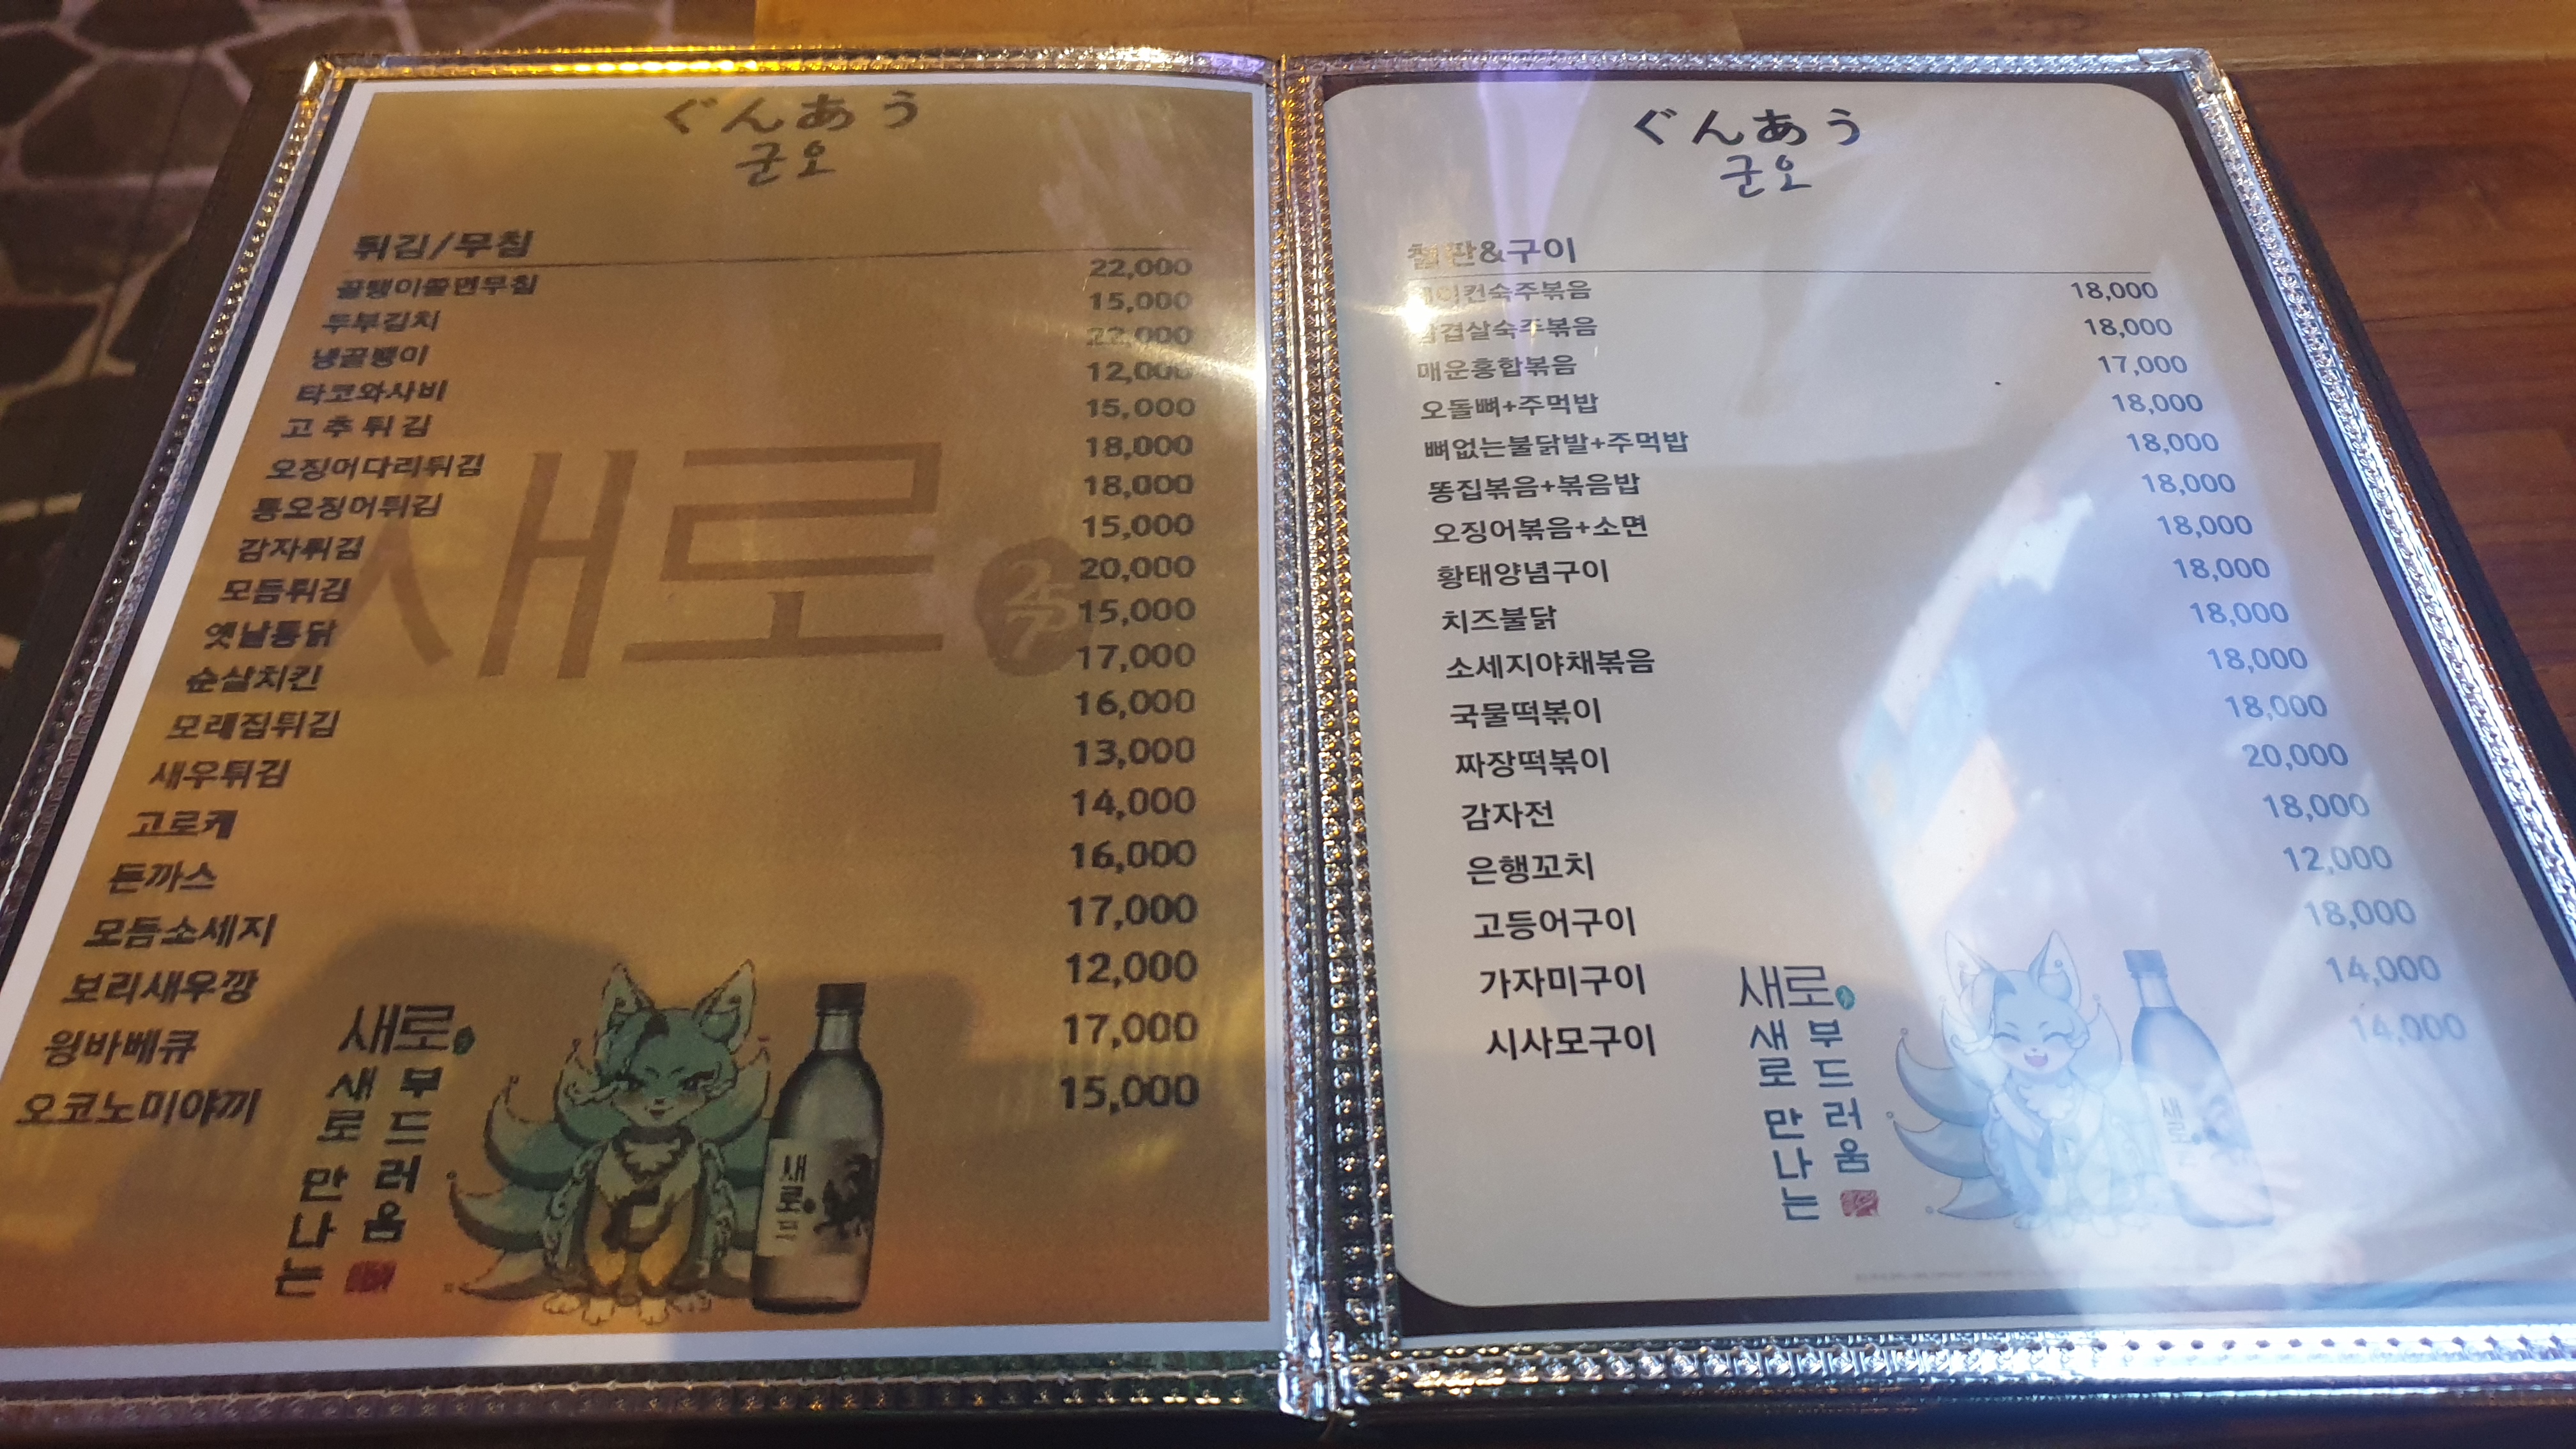 ぐんあう
군오
튀김/무침
골뱅이쫄면무침 22,000
두부김치 15,000
냉골뱅이 22,000
타코와사비 12,000
고 추 튀 김 15,000
오징어다리튀김 18,000
통오징어튀김 18,000
감자튀김 15,000
모듬튀김 20,000
옛날통닭 15,000
순살치킨 17,000
모래집튀김 16,000
새우튀김 13,000
고로케 14,000
돈까스 16,000
모듬소세지 17,000
보리새우깡 12,000
윙바베큐 17,000
오코노미야끼 15,000
새로
257
새로
부드러움
새로 만나는
새로
ぐんあう
군오
철판&구이
베이컨숙주볶음 18,000
삼겹살숙주볶음 18,000
매운홍합볶음 17,000
오돌뼈+주먹밥 18,000
뼈없는불닭발+주먹밥 18,000
똥집볶음+볶음밥 18,000
오징어볶음+소면 18,000
황태양념구이 18,000
치즈불닭 18,000
소세지야채볶음 18,000
국물떡볶이 18,000
짜장떡볶이 20,000
감자전 18,000
은행꼬치 12,000
고등어구이 18,000
가자미구이 14,000
시사모구이 14,000
새로
부드러움
새로 만나는
새로